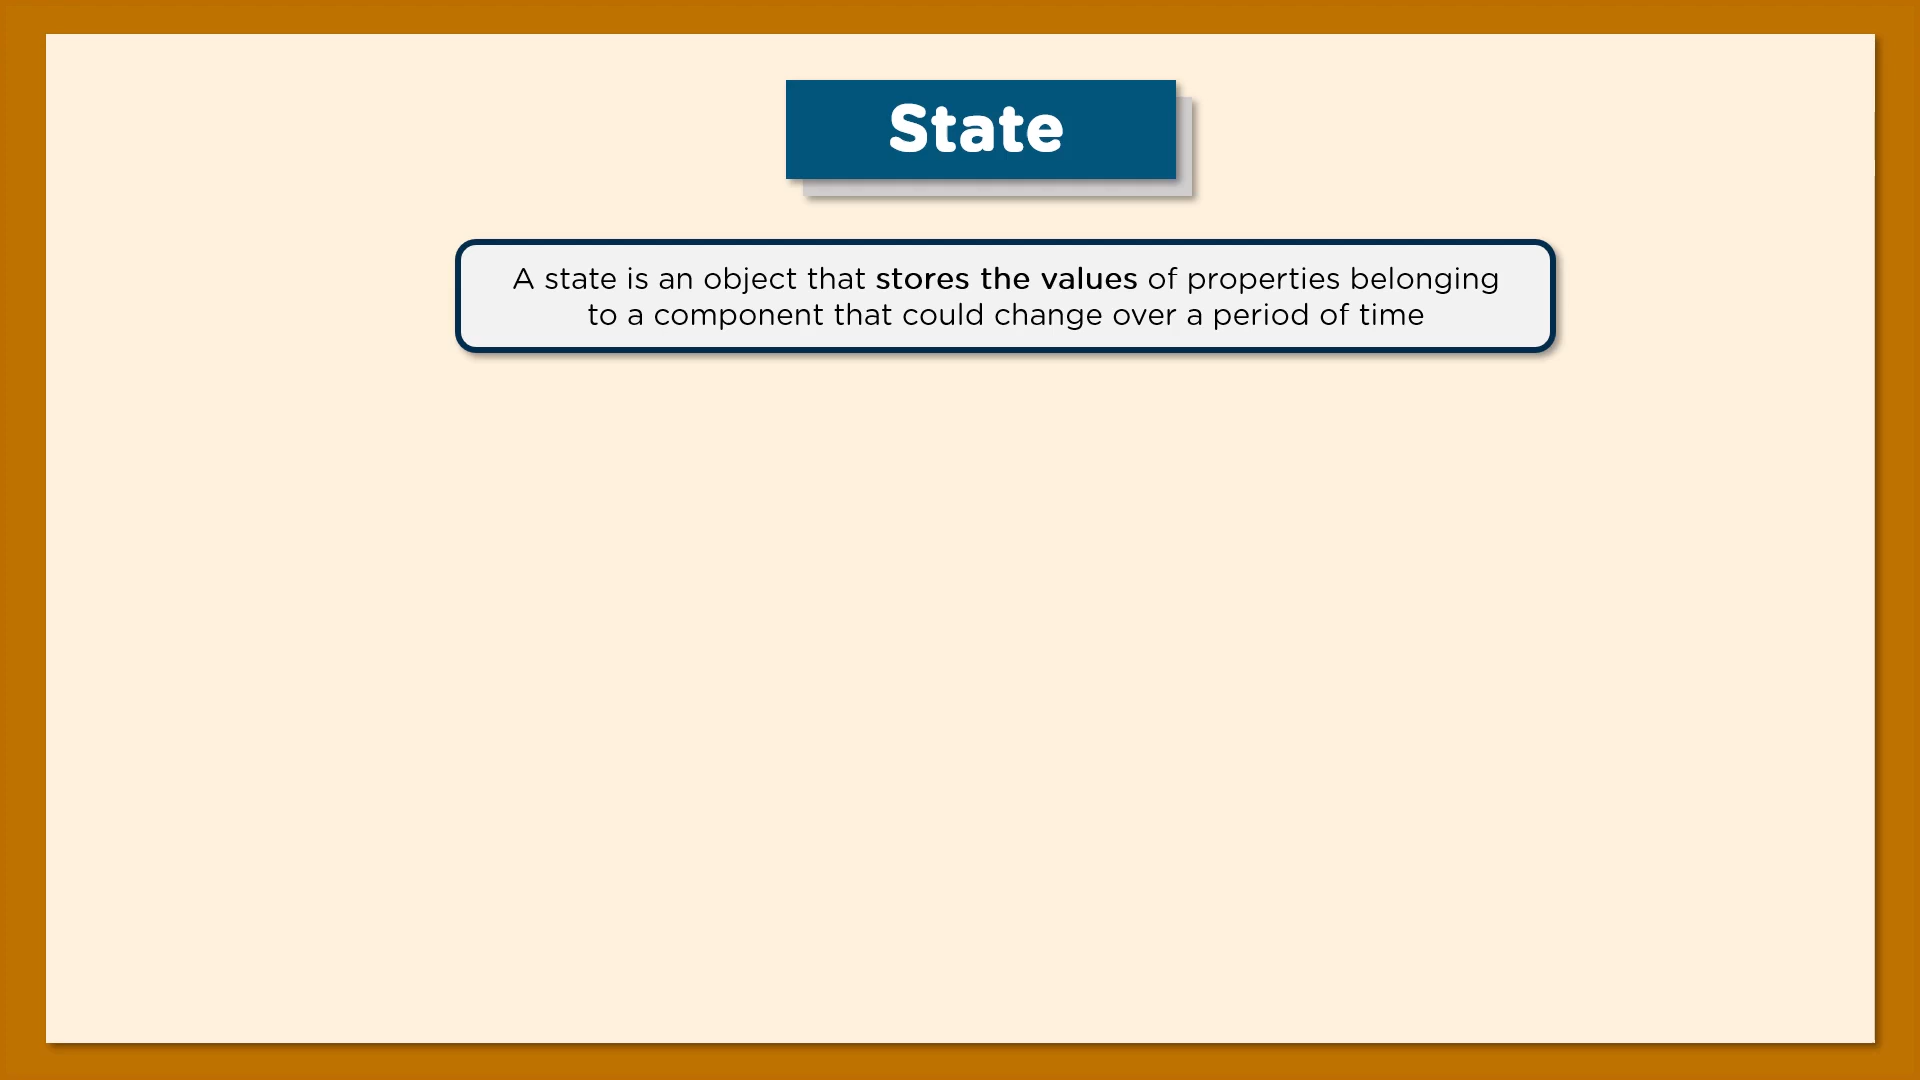 State
A state is an object that stores the values of properties belonging
to a component that could change over a period of time